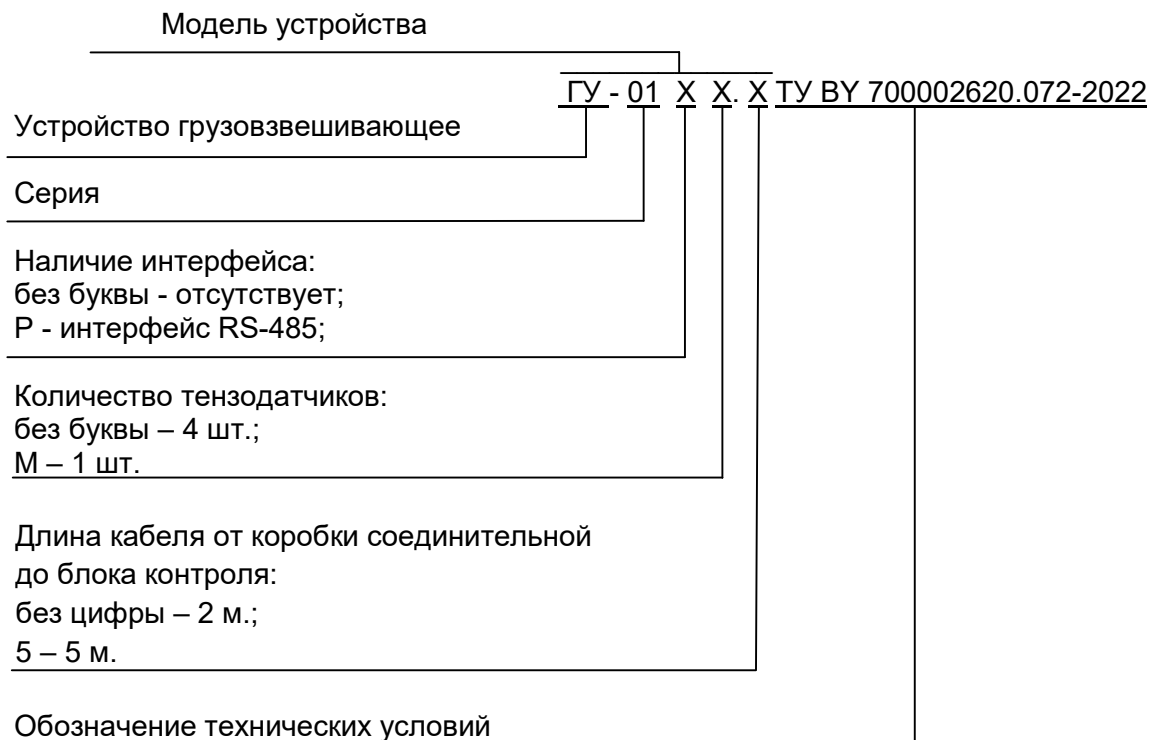 Модель устройства
ГУ - 01 Х Х. Х ТУ BY 700002620.072-2022
Устройство грузовзвешивающее
Серия
Наличие интерфейса:
без буквы - отсутствует;
Р - интерфейс RS-485;
Количество тензодатчиков:
без буквы – 4 шт.;
М – 1 шт.
Длина кабеля от коробки соединительной
до блока контроля:
без цифры – 2 м.;
5 – 5 м.
Обозначение технических условий